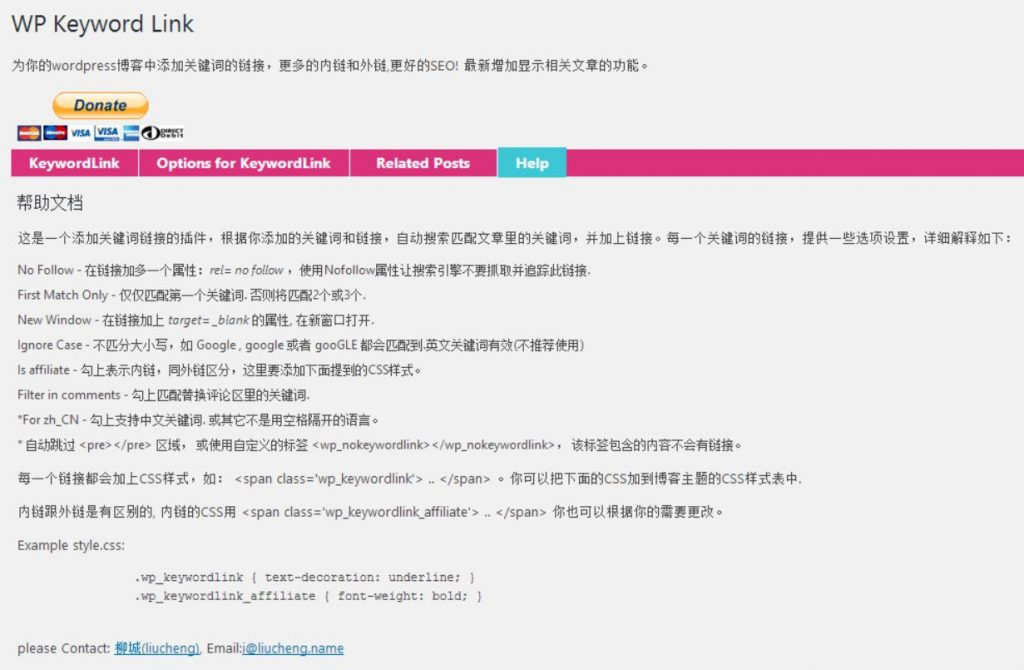 WP Keyword Link
为你的wordpress博客中添加关键词的链接，更多的内链和外链,更好的SEO! 最新增加显示相关文章的功能。
Donate
VISA VISA DIRECT Debit
KeywordLink Options for KeywordLink Related Posts Help
帮助文档
这是一个添加关键词链接的插件，根据你添加的关键词和链接，自动搜索匹配文章里的关键词，并加上链接。每一个关键词的链接，提供一些选项设置，详细解释如下：
No Follow - 在链接加多一个属性：rel= no follow ，使用Nofollow属性让搜索引擎不要抓取并追踪此链接.
First Match Only - 仅仅匹配第一个关键词. 否则将匹配2个或3个.
New Window - 在链接加上 target=_blank 的属性, 在新窗口打开.
Ignore Case - 不匹分大小写，如 Google , google 或者 gooGLE 都会匹配到.英文关键词有效(不推荐使用)
Is affiliate - 勾上表示内链，同外链区分，这里要添加下面提到的CSS样式。
Filter in comments - 勾上匹配替换评论区里的关键词.
*For zh_CN - 勾上支持中文关键词. 或其它不是用空格隔开的语言。
* 自动跳过 <pre></pre> 区域， 或使用自定义的标签 <wp_nokeywordlink></wp_nokeywordlink>， 该标签包含的内容不会有链接。
每一个链接都会加上CSS样式，如： <span class='wp_keywordlink'> .. </span> 。你可以把下面的CSS加到博客主题的CSS样式表中.
内链跟外链是有区别的, 内链的CSS用 <span class='wp_keywordlink_affiliate'> .. </span> 你也可以根据你的需要更改。
Example style.css:
.wp_keywordlink { text-decoration: underline; }
.wp_keywordlink_affiliate { font-weight: bold; }
please Contact: 柳城(liucheng), Email:i@liucheng.name